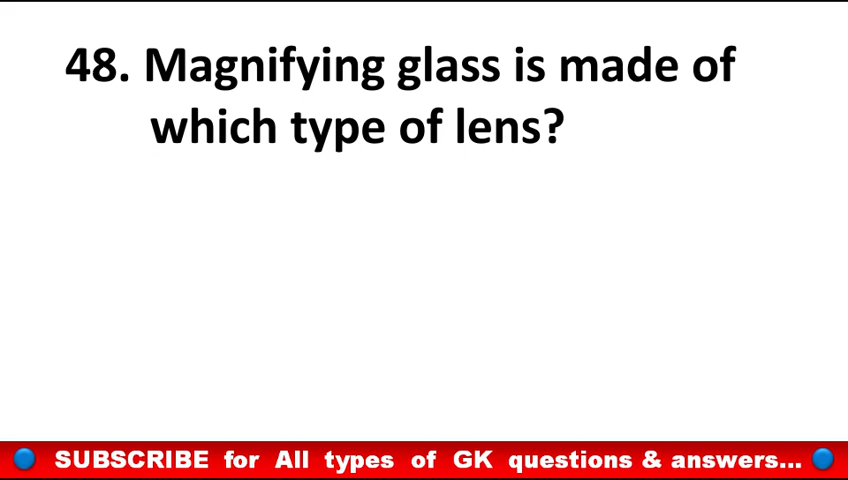 48. Magnifying glass is made of
which type of lens?
SUBSCRIBE for All types of GK questions & answers...